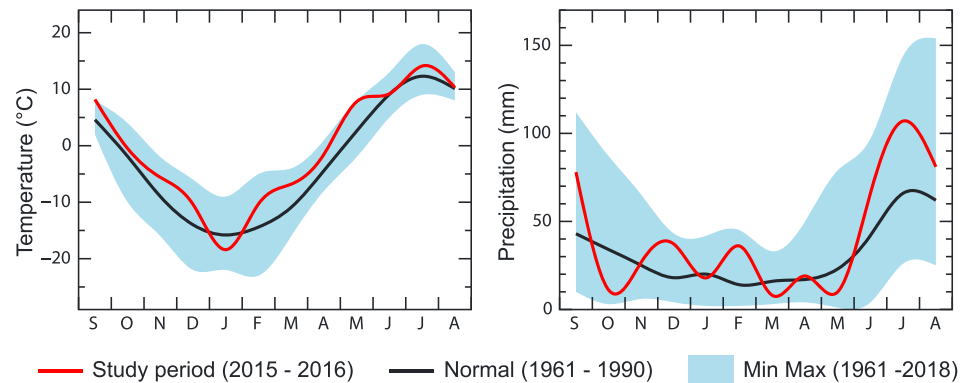 Temperature (°C)
20
10
0
–10
–20
S O N D J F M A M J J A
Precipitation (mm)
150
100
50
0
S O N D J F M A M J J A
Study period (2015 - 2016)
Normal (1961 - 1990)
Min Max (1961 -2018)